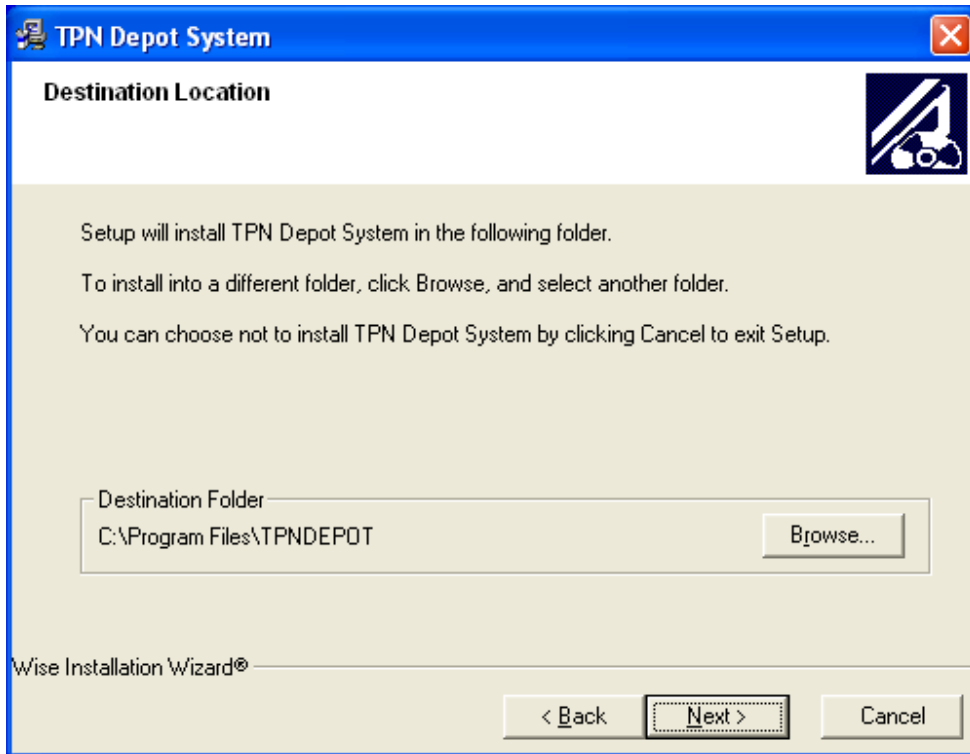 TPN Depot System
Destination Location
Setup will install TPN Depot System in the following folder.
To install into a different folder, click Browse, and select another folder.
You can choose not to install TPN Depot System by clicking Cancel to exit Setup.
Destination Folder
C:\Program Files\TPNDEPOT
Browse...
Wise Installation Wizard®
< Back
Next >
Cancel